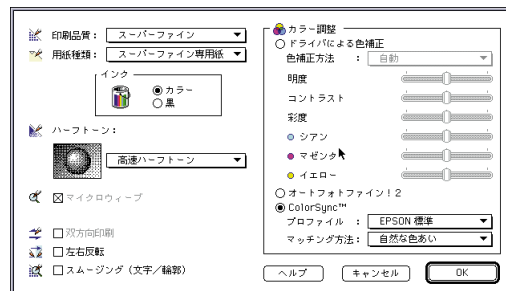 印刷品質： スーパーファイン
用紙種類： スーパーファイン専用紙
インク
カラー
黒
ハーフトーン：
高速ハーフトーン
マイクロウィーブ
双方向印刷
左右反転
スムージング（文字／輪郭）
カラー調整
ドライバによる色補正
色補正方法 ： 自動
明度
コントラスト
彩度
シアン
マゼンタ
イエロー
オートフォトファイン！2
ColorSync™
プロファイル ： EPSON 標準
マッチング方法： 自然な色あい
ヘルプ キャンセル OK